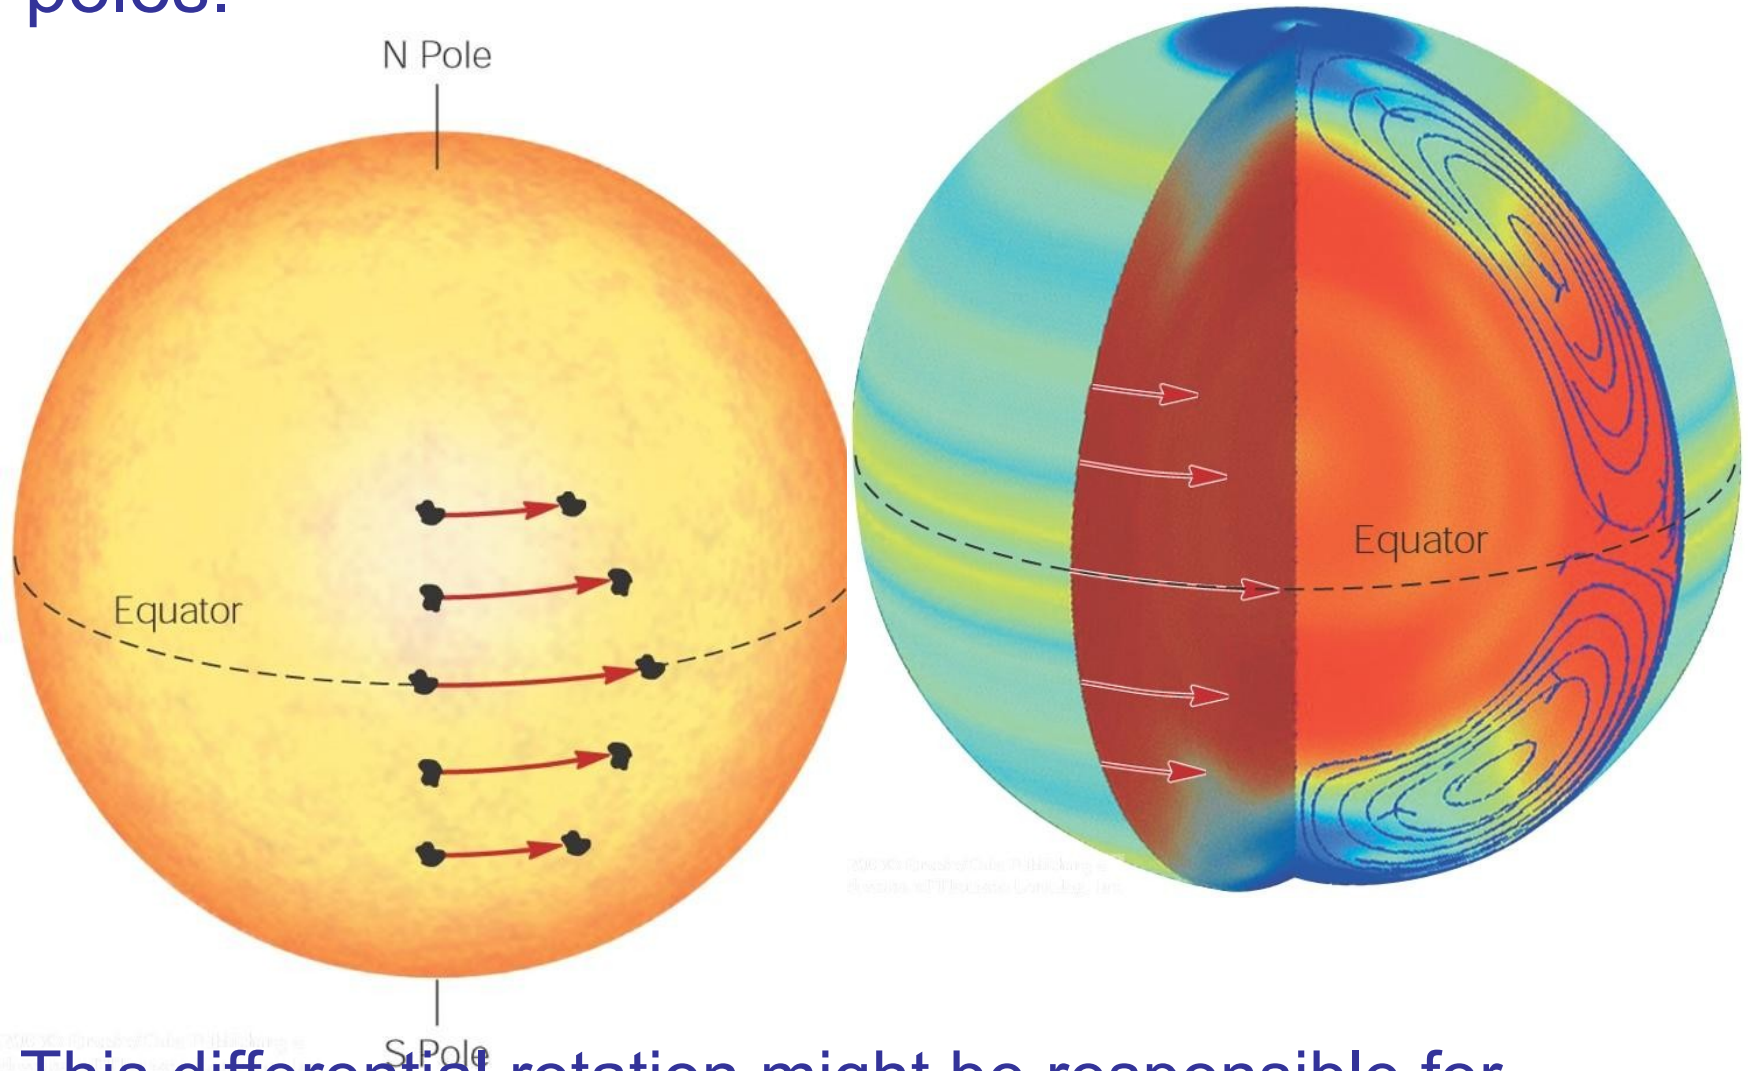 poles.
N Pole
Equator
Equator
S Pole
This differential rotation might be responsible for